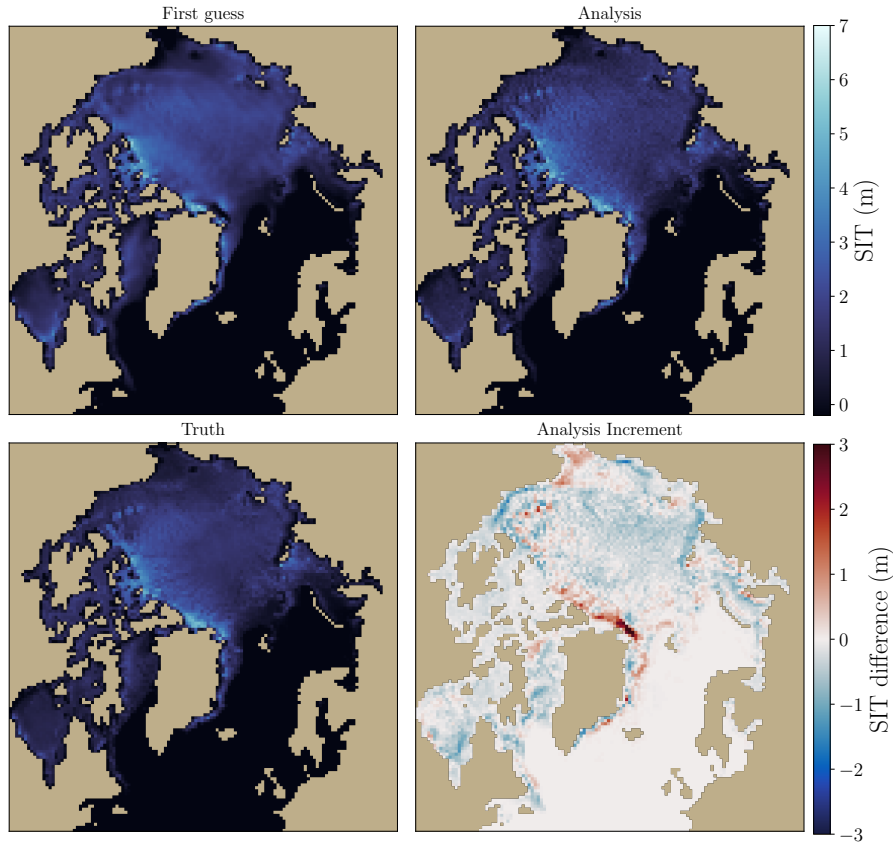 First guess
Analysis
7
6
5
4
3
2
1
0
SIT (m)
Truth
Analysis Increment
3
2
1
0
−1
−2
−3
SIT difference (m)